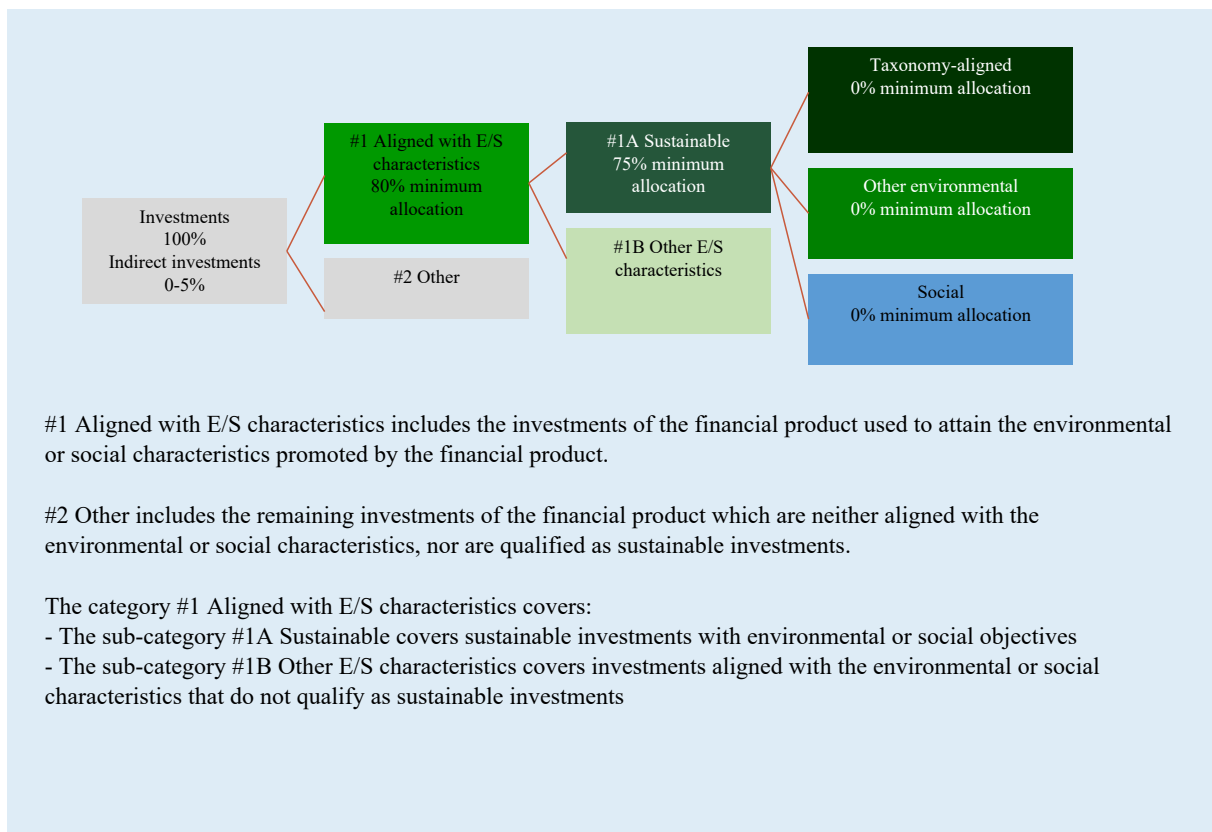 Investments
100%
Indirect investments
0-5%
#1 Aligned with E/S
characteristics
80% minimum
allocation
#2 Other
#1A Sustainable
75% minimum
allocation
#1B Other E/S
characteristics
Taxonomy-aligned
0% minimum allocation
Other environmental
0% minimum allocation
Social
0% minimum allocation
#1 Aligned with E/S characteristics includes the investments of the financial product used to attain the environmental
or social characteristics promoted by the financial product.
#2 Other includes the remaining investments of the financial product which are neither aligned with the
environmental or social characteristics, nor are qualified as sustainable investments.
The category #1 Aligned with E/S characteristics covers:
- The sub-category #1A Sustainable covers sustainable investments with environmental or social objectives
- The sub-category #1B Other E/S characteristics covers investments aligned with the environmental or social
characteristics that do not qualify as sustainable investments